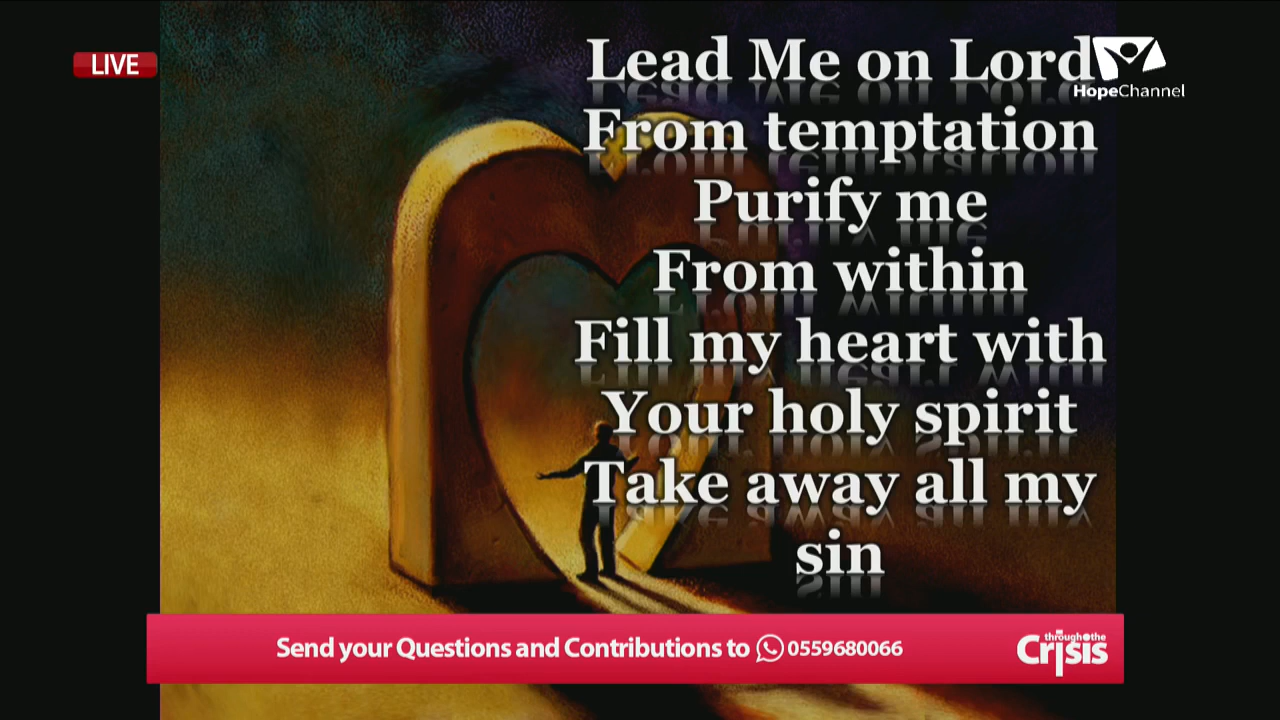 LIVE
Lead Me on Lord
HopeChannel
From temptation
Purify me
From within
Fill my heart with
Your holy spirit
Take away all my
sin
Send your Questions and Contributions to 0559680066
through the
Crisis